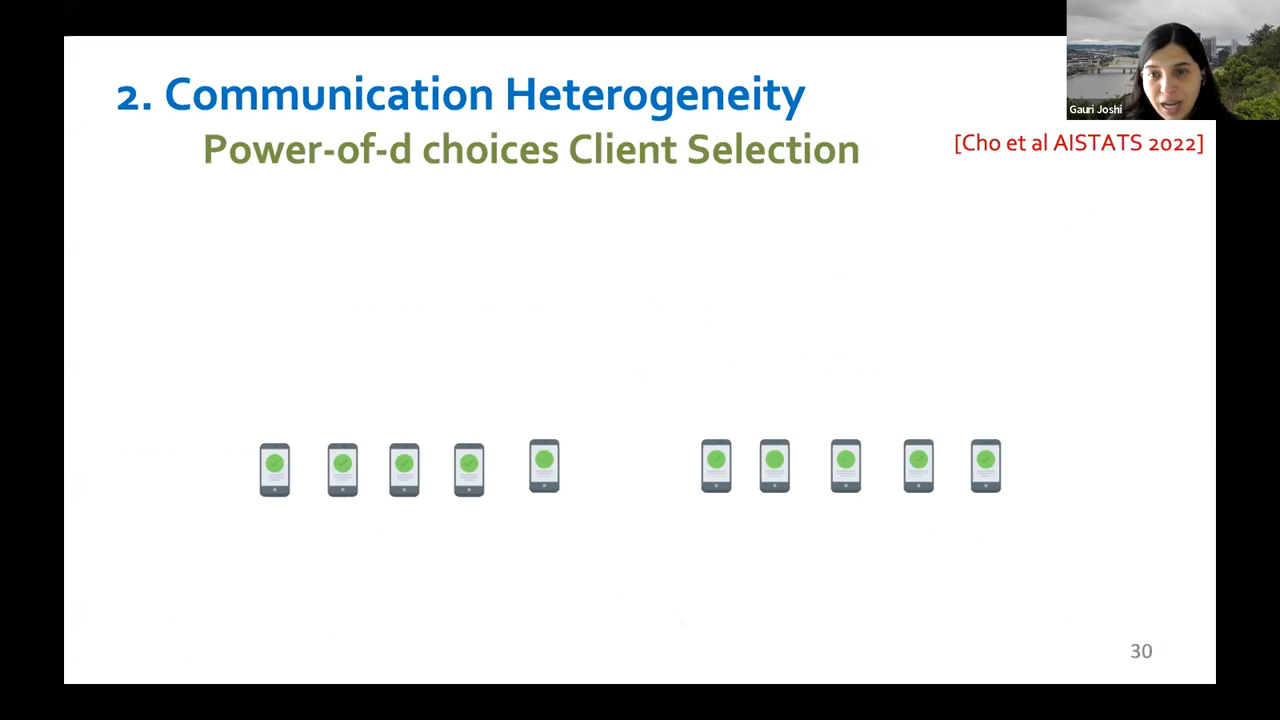 2. Communication Heterogeneity
Power-of-d choices Client Selection
[Cho et al AISTATS 2022]
Gauri Joshi
30